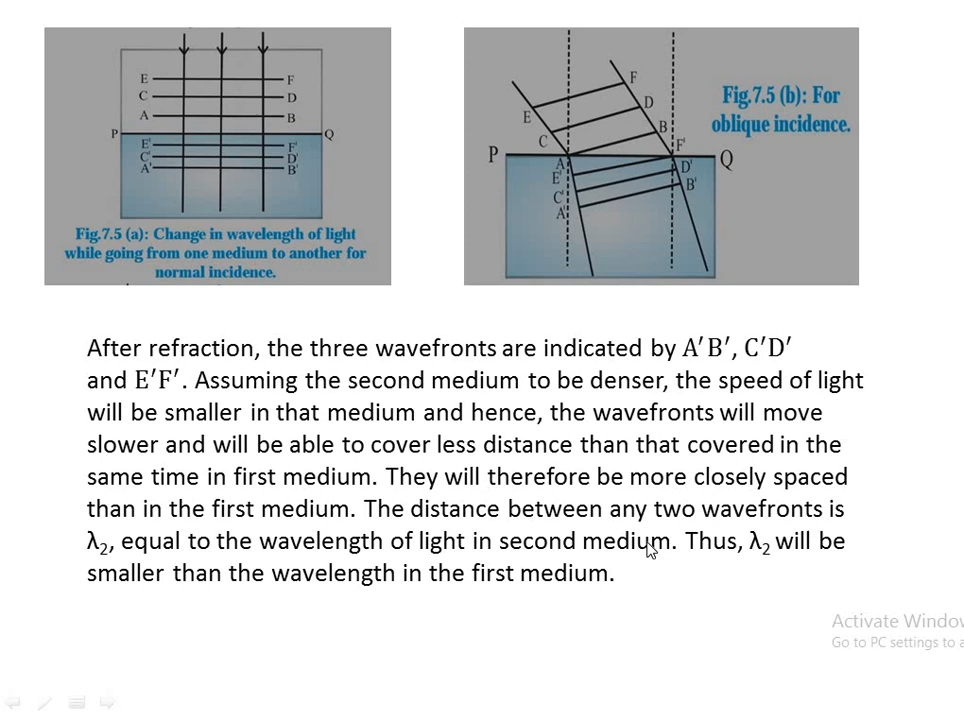 E F
C D
A B
P Q
E' F'
C' D'
A' B'
Fig.7.5 (a): Change in wavelength of light
while going from one medium to another for
normal incidence.
F
D
E
B
C
F'
P Q
A
D'
E'
B'
C'
A'
Fig.7.5 (b): For
oblique incidence.
After refraction, the three wavefronts are indicated by A′B′, C′D′
and E′F′. Assuming the second medium to be denser, the speed of light
will be smaller in that medium and hence, the wavefronts will move
slower and will be able to cover less distance than that covered in the
same time in first medium. They will therefore be more closely spaced
than in the first medium. The distance between any two wavefronts is
λ₂, equal to the wavelength of light in second medium. Thus, λ₂ will be
smaller than the wavelength in the first medium.
Activate Window
Go to PC settings to a